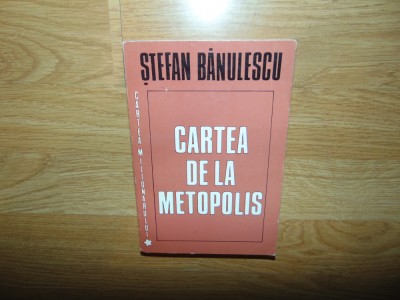 ȘTEFAN BĂNULESCU
CARTEA MILIONARULUI
CARTEA
DE LA
METOPOLIS